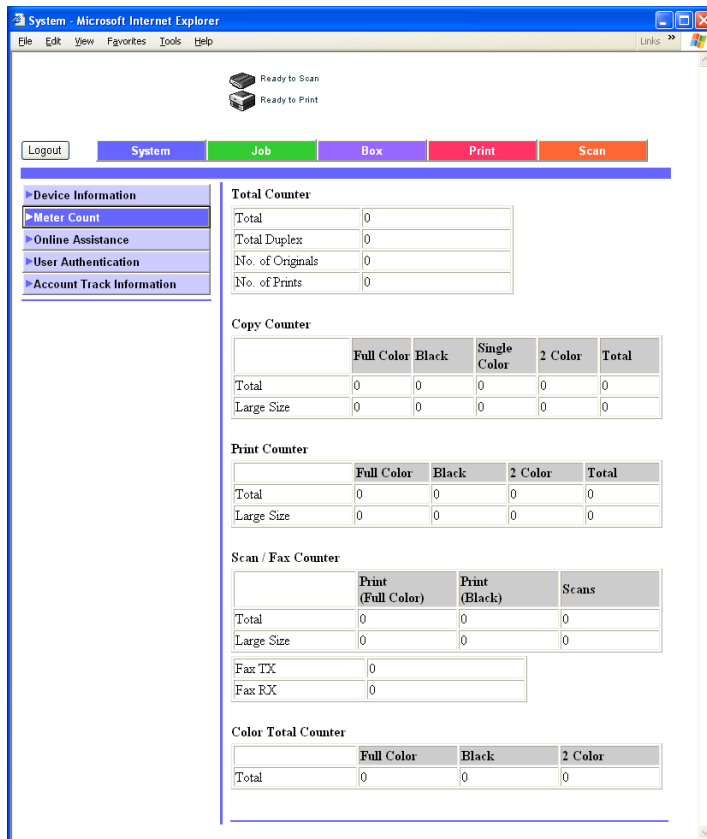 System - Microsoft Internet Explorer
File Edit View Favorites Tools Help Links »
Ready to Scan
Ready to Print
Logout System Job Box Print Scan
Device Information
Meter Count
Online Assistance
User Authentication
Account Track Information
Total Counter
Total 0
Total Duplex 0
No. of Originals 0
No. of Prints 0
Copy Counter
Full Color Black Single Color 2 Color Total
Total 0 0 0 0 0
Large Size 0 0 0 0 0
Print Counter
Full Color Black 2 Color Total
Total 0 0 0 0
Large Size 0 0 0 0
Scan / Fax Counter
Print (Full Color) Print (Black) Scans
Total 0 0 0
Large Size 0 0 0
Fax TX 0
Fax RX 0
Color Total Counter
Full Color Black 2 Color
Total 0 0 0